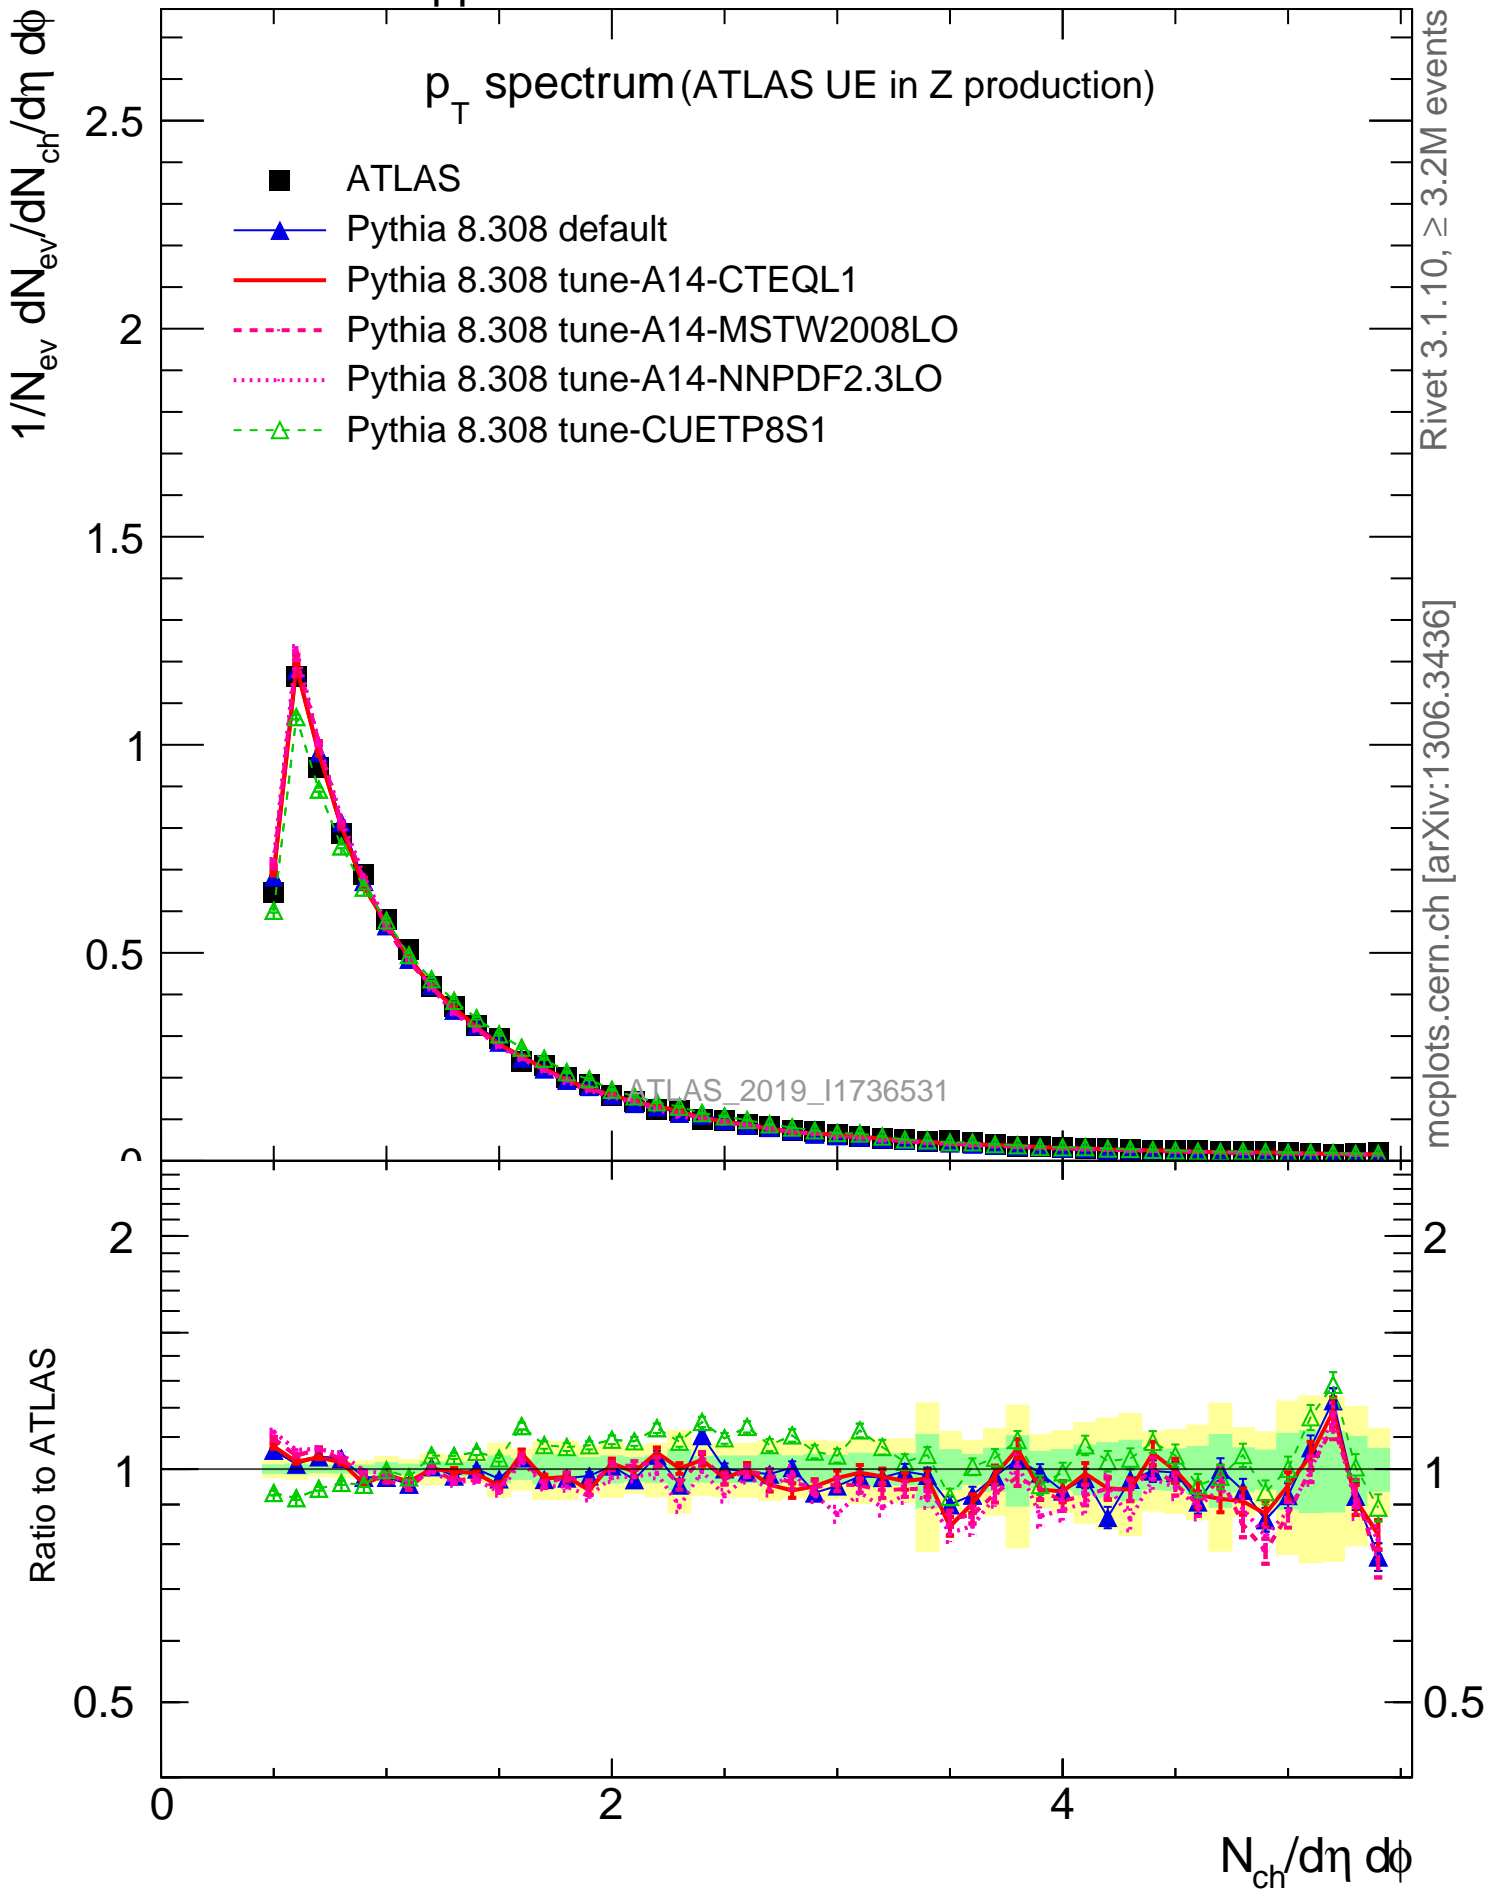 p_T spectrum (ATLAS UE in Z production)
1/N_ev dN_ev/dN_ch/dη dϕ
ATLAS
Pythia 8.308 default
Pythia 8.308 tune-A14-CTEQL1
Pythia 8.308 tune-A14-MSTW2008LO
Pythia 8.308 tune-A14-NNPDF2.3LO
Pythia 8.308 tune-CUETP8S1
2.5
2
1.5
1
0.5
0
ATLAS_2019_I1736531
Rivet 3.1.10, ≥ 3.2M events
mcplots.cern.ch [arXiv:1306.3436]
Ratio to ATLAS
2
1
0.5
2
1
0.5
0
2
4
N_ch/dη dϕ